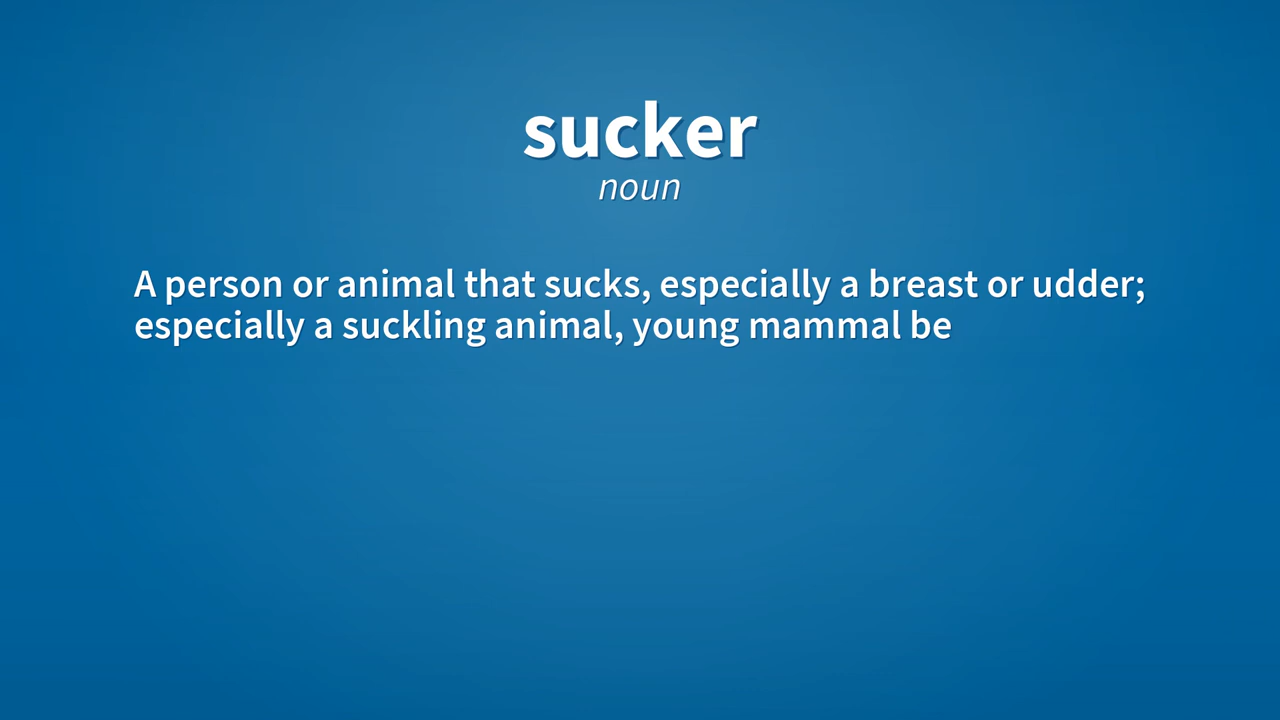 sucker
noun
A person or animal that sucks, especially a breast or udder;
especially a suckling animal, young mammal be